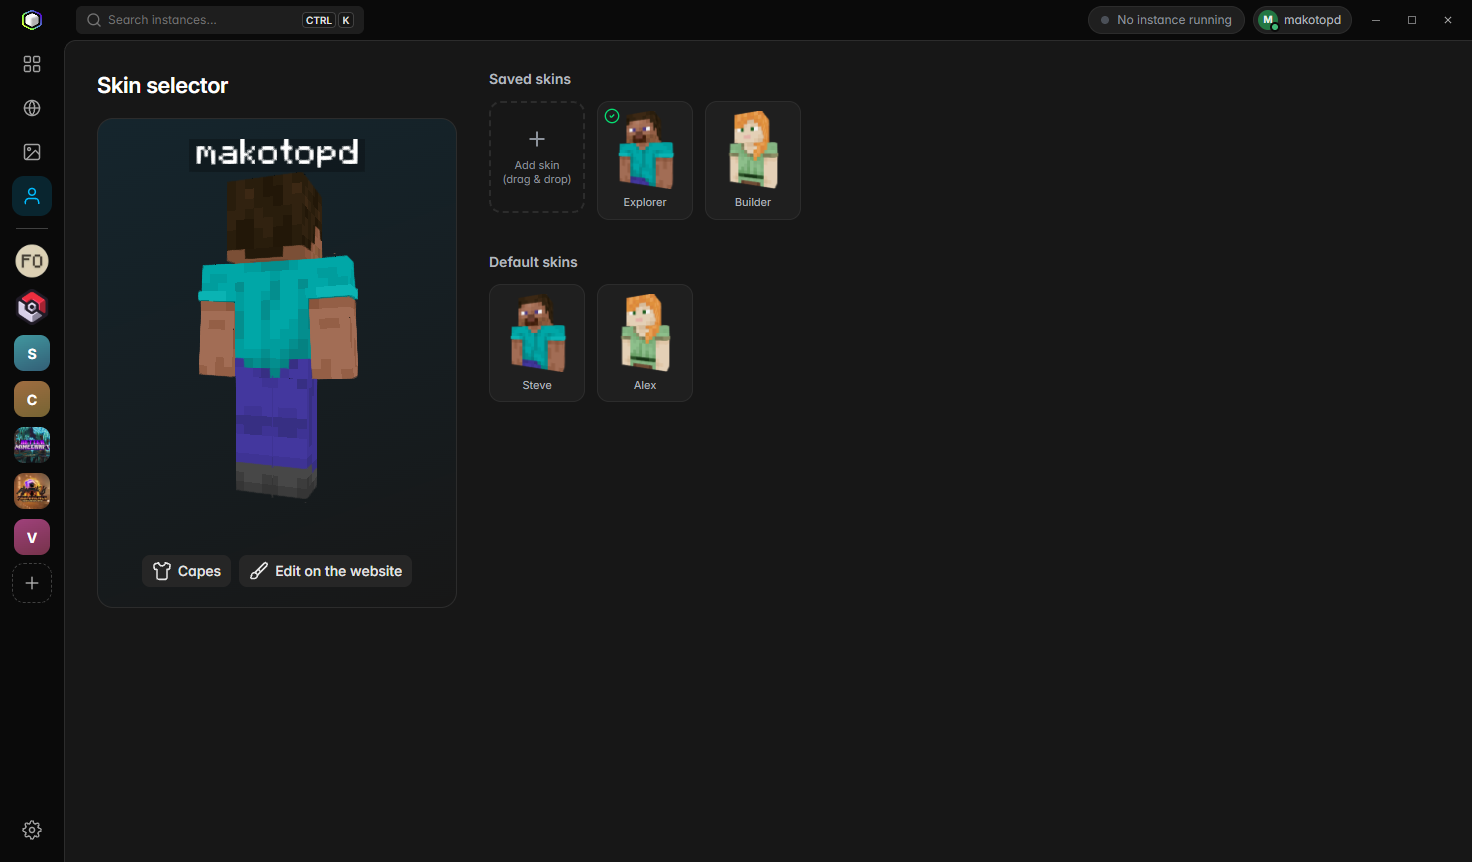 Search instances...
CTRL K
No instance running
M
makotopd
Skin selector
makotopd
Capes
Edit on the website
Saved skins
Add skin
(drag & drop)
Explorer
Builder
Default skins
Steve
Alex
FO
S
C
V